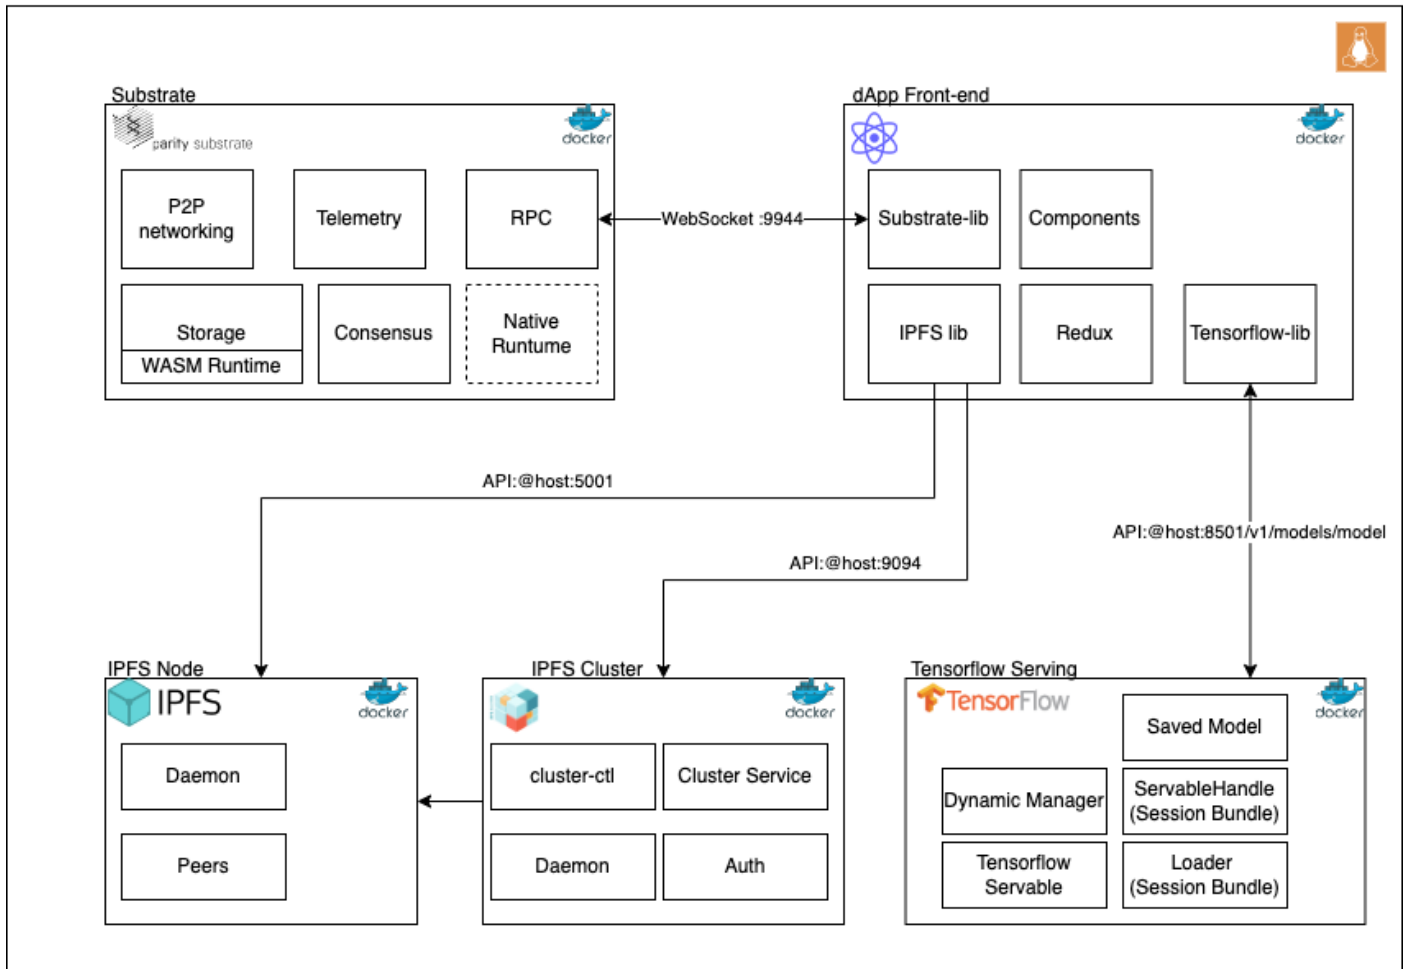 Substrate
dApp Front-end
parity substrate
docker
docker
P2P
networking
Telemetry
RPC
WebSocket :9944
Substrate-lib
Components
Storage
WASM Runtime
Consensus
Native
Runtume
IPFS lib
Redux
Tensorflow-lib
API:@host:5001
API:@host:8501/v1/models/model
API:@host:9094
IPFS Node
IPFS Cluster
Tensorflow Serving
IPFS
docker
docker
TensorFlow
docker
Saved Model
Daemon
cluster-ctl
Cluster Service
Dynamic Manager
ServableHandle
(Session Bundle)
Peers
Daemon
Auth
Tensorflow
Servable
Loader
(Session Bundle)